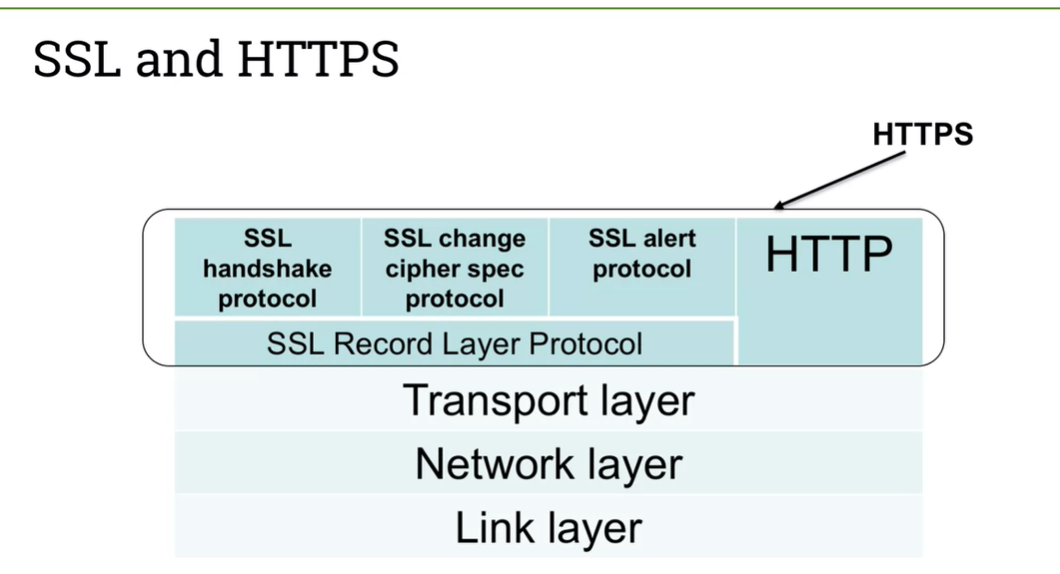 SSL and HTTPS
HTTPS
SSL
handshake
protocol
SSL change
cipher spec
protocol
SSL alert
protocol
HTTP
SSL Record Layer Protocol
Transport layer
Network layer
Link layer